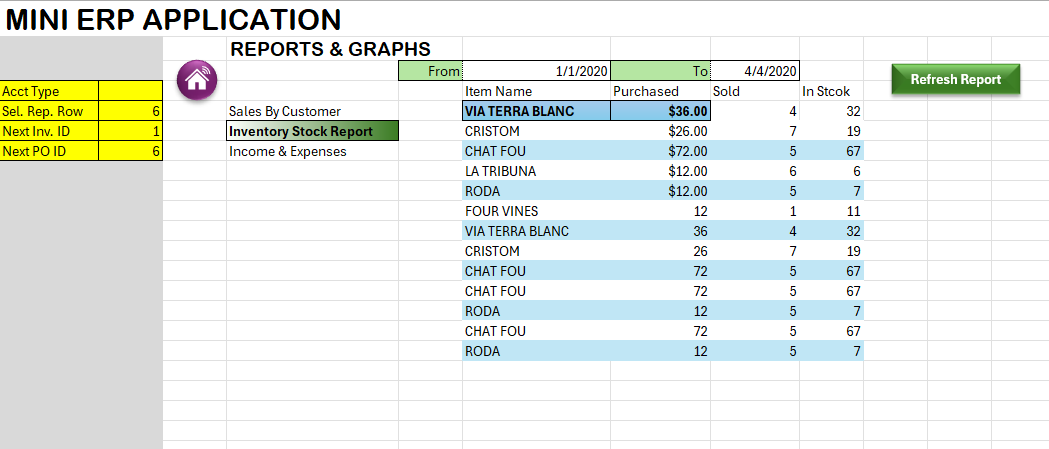 MINI ERP APPLICATION
REPORTS & GRAPHS
From 1/1/2020 To 4/4/2020
Refresh Report
Acct Type
Item Name Purchased Sold In Stcok
Sel. Rep. Row 6
Sales By Customer
VIA TERRA BLANC $36.00 4 32
Next Inv. ID 1
Inventory Stock Report
CRISTOM $26.00 7 19
Next PO ID 6
Income & Expenses
CHAT FOU $72.00 5 67
LA TRIBUNA $12.00 6 6
RODA $12.00 5 7
FOUR VINES 12 1 11
VIA TERRA BLANC 36 4 32
CRISTOM 26 7 19
CHAT FOU 72 5 67
CHAT FOU 72 5 67
RODA 12 5 7
CHAT FOU 72 5 67
RODA 12 5 7